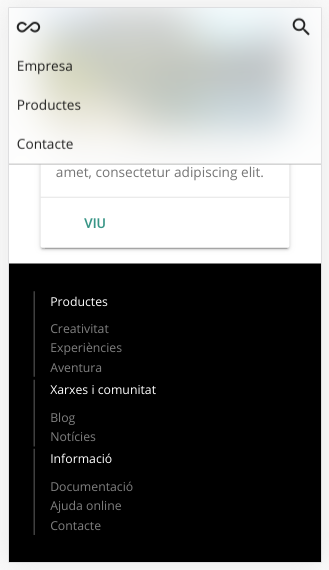 Empresa
Productes
Contacte
amet, consectetur adipiscing elit.
VIU
Productes
Creativitat
Experiències
Aventura
Xarxes i comunitat
Blog
Notícies
Informació
Documentació
Ajuda online
Contacte